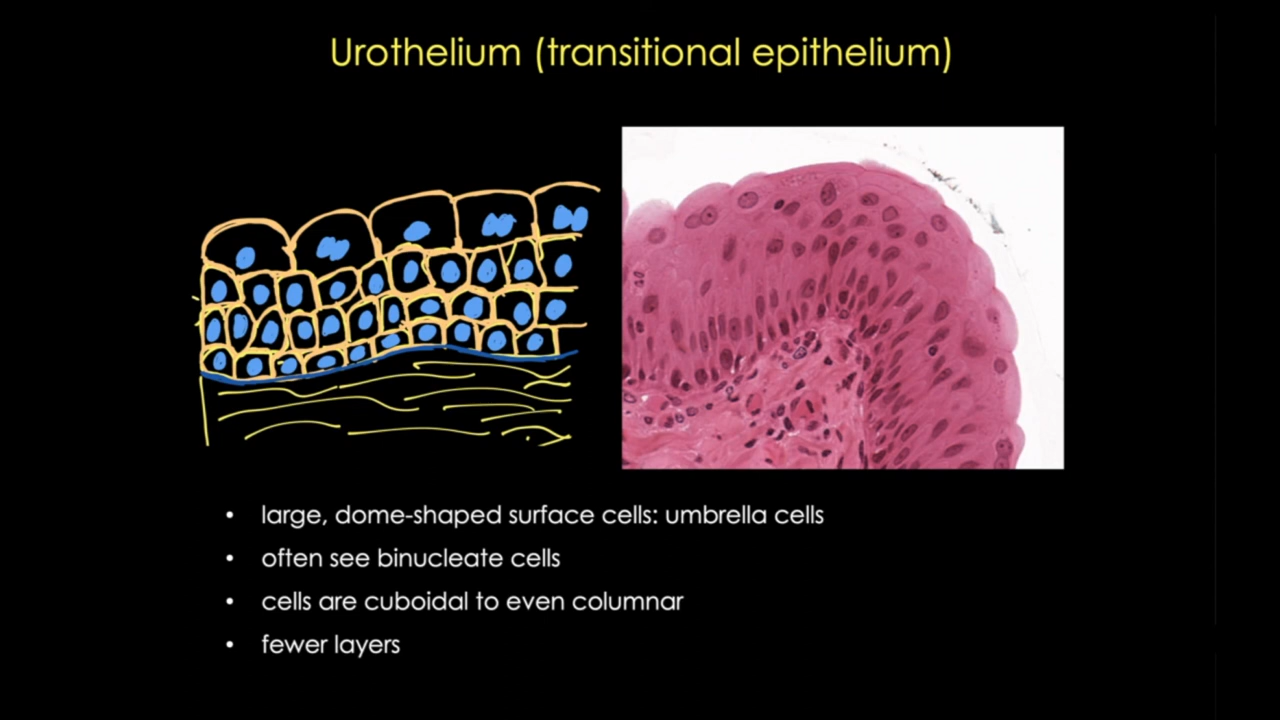 Urothelium (transitional epithelium)
• large, dome-shaped surface cells: umbrella cells
• often see binucleate cells
• cells are cuboidal to even columnar
• fewer layers